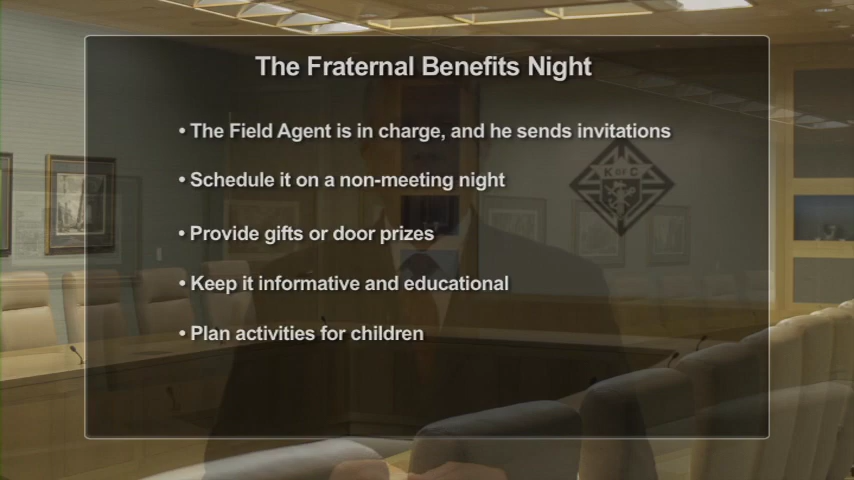 The Fraternal Benefits Night
• The Field Agent is in charge, and he sends invitations
• Schedule it on a non-meeting night
K OF C
• Provide gifts or door prizes
• Keep it informative and educational
• Plan activities for children